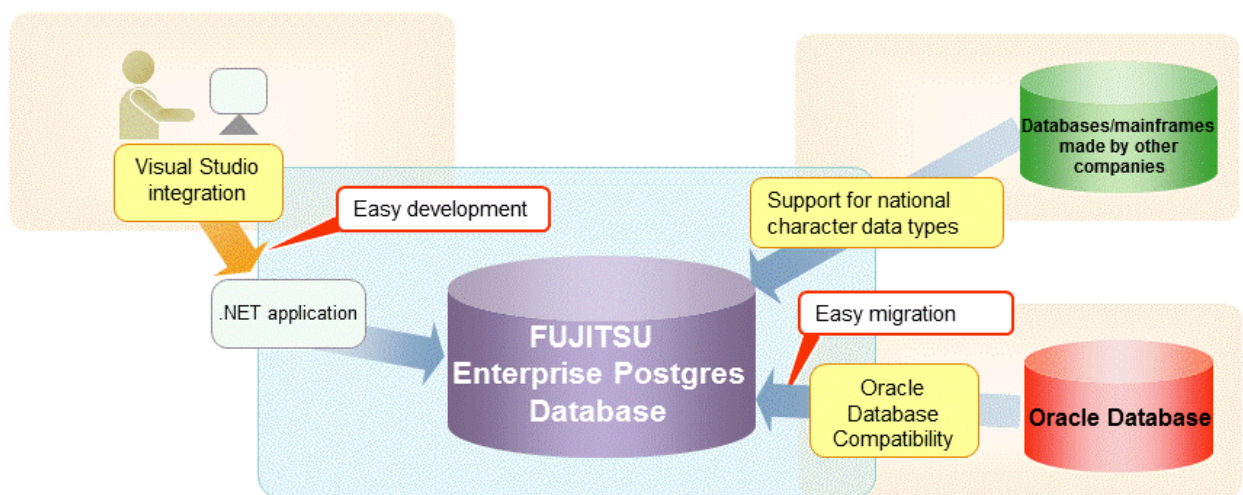 Visual Studio
integration
Easy development
.NET application
FUJITSU
Enterprise Postgres
Database
Databases/mainframes
made by other
companies
Support for national
character data types
Easy migration
Oracle
Database
Compatibility
Oracle Database